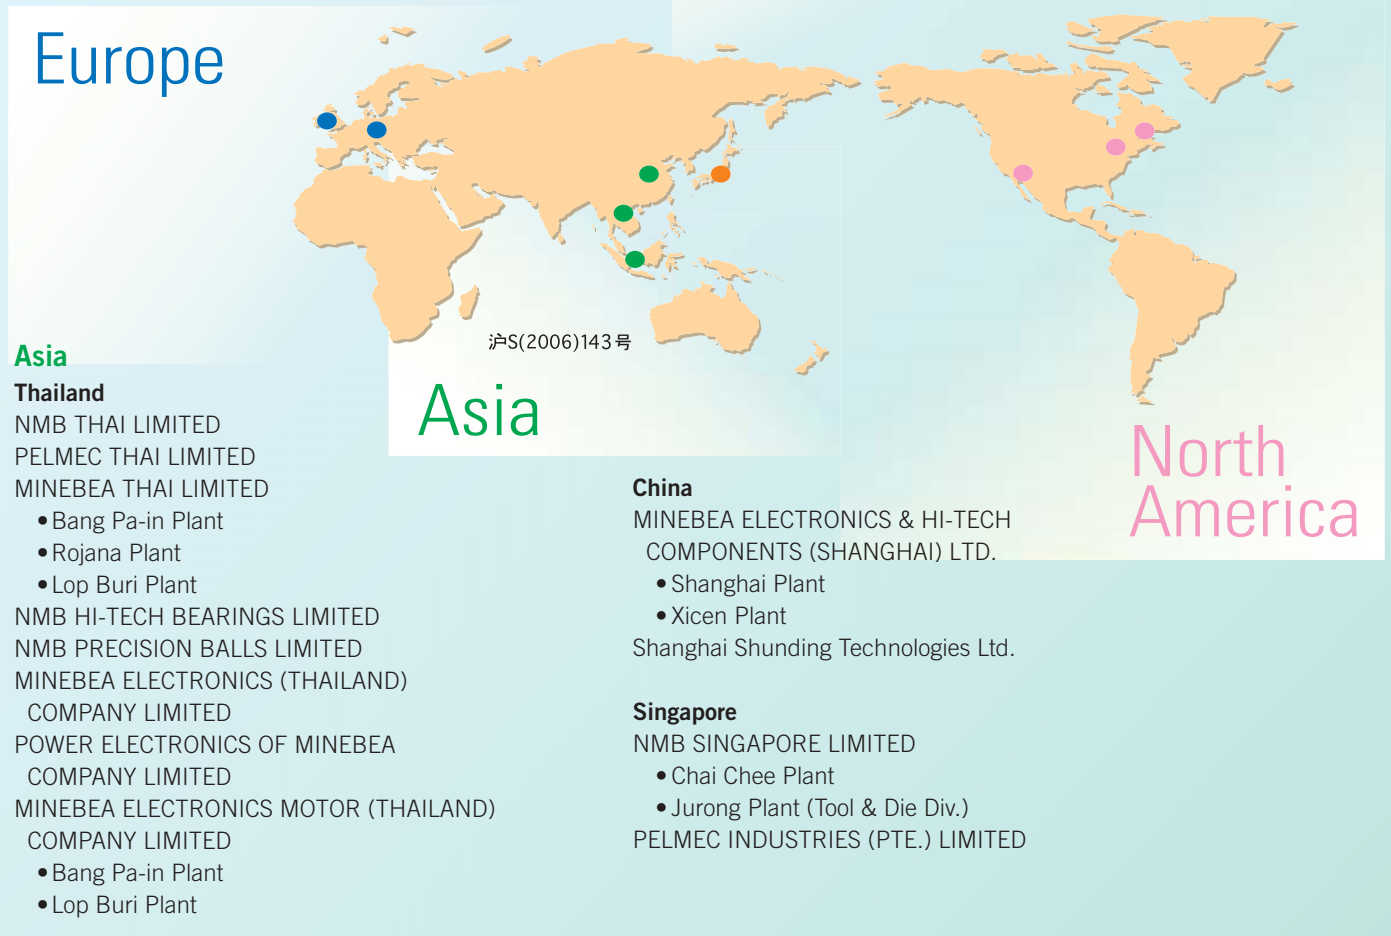 Europe
沪S(2006)143号
Asia
North
America
Asia
Thailand
NMB THAI LIMITED
PELMEC THAI LIMITED
MINEBEA THAI LIMITED
•Bang Pa-in Plant
•Rojana Plant
•Lop Buri Plant
NMB HI-TECH BEARINGS LIMITED
NMB PRECISION BALLS LIMITED
MINEBEA ELECTRONICS (THAILAND)
COMPANY LIMITED
POWER ELECTRONICS OF MINEBEA
COMPANY LIMITED
MINEBEA ELECTRONICS MOTOR (THAILAND)
COMPANY LIMITED
•Bang Pa-in Plant
•Lop Buri Plant
China
MINEBEA ELECTRONICS & HI-TECH
COMPONENTS (SHANGHAI) LTD.
•Shanghai Plant
•Xicen Plant
Shanghai Shunding Technologies Ltd.
Singapore
NMB SINGAPORE LIMITED
•Chai Chee Plant
•Jurong Plant (Tool & Die Div.)
PELMEC INDUSTRIES (PTE.) LIMITED